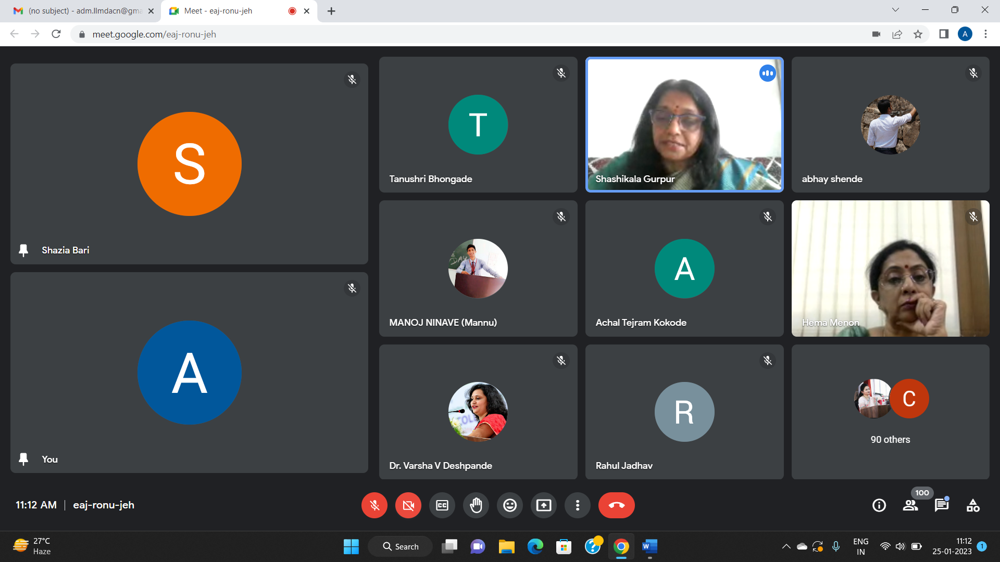 (no subject) - adm.llmdacn@gma
Meet - eaj-ronu-jeh
meet.google.com/eaj-ronu-jeh
A
S
Shazia Bari
T
Tanushri Bhongade
Shashikala Gurpur
abhay shende
MANOJ NINAVE (Mannu)
A
Achal Tejram Kokode
Hema Menon
A
You
Dr. Varsha V Deshpande
R
Rahul Jadhav
C
90 others
11:12 AM | eaj-ronu-jeh
CC
100
27°C
Haze
Search
W
ENG
IN
11:12
25-01-2023
1